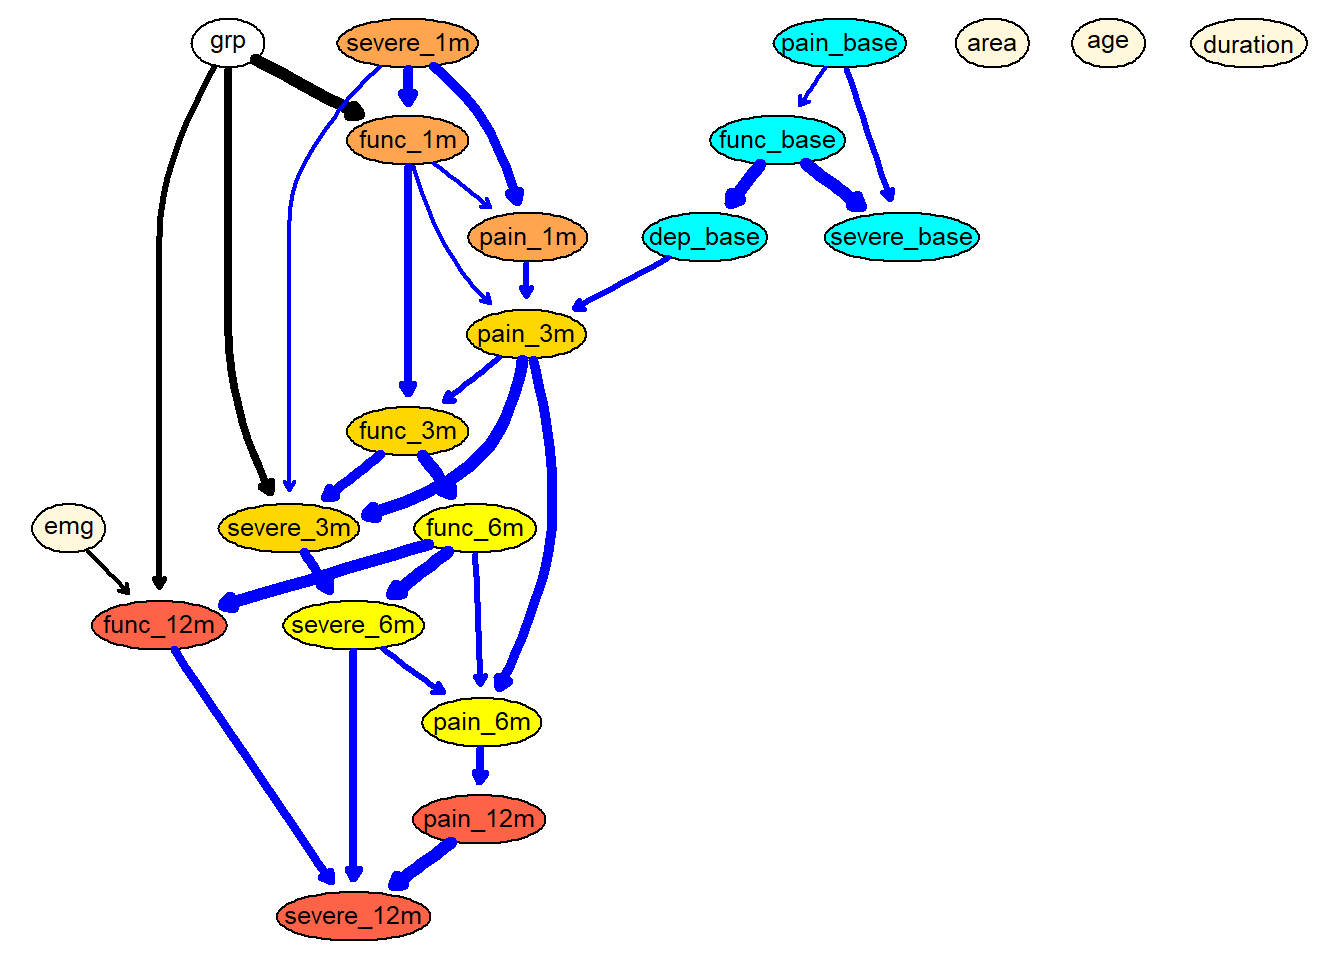 grp
severe_1m
pain_base
area
age
duration
func_1m
func_base
pain_1m
dep_base
severe_base
pain_3m
func_3m
emg
severe_3m
func_6m
func_12m
severe_6m
pain_6m
pain_12m
severe_12m